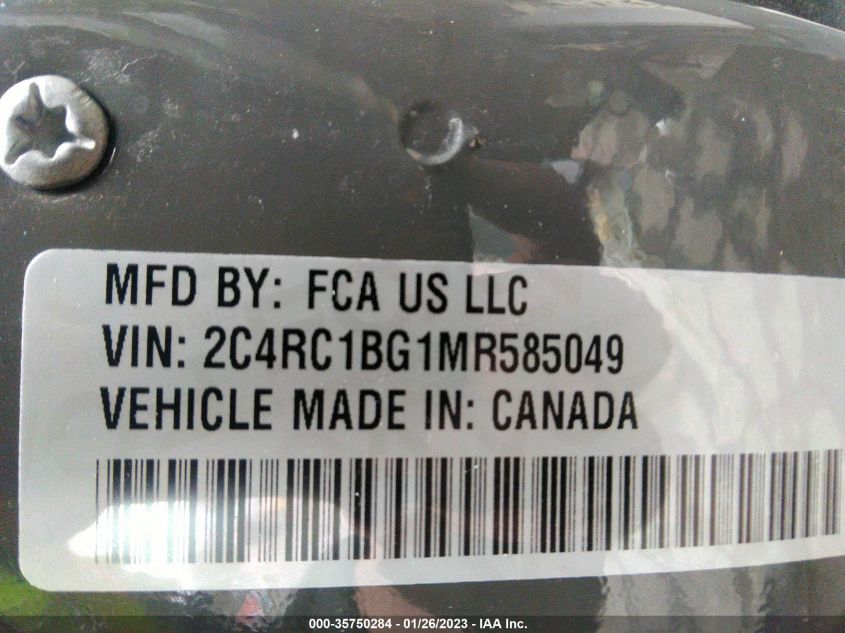 MFD BY: FCA US LLC
VIN: 2C4RC1BG1MR585049
VEHICLE MADE IN: CANADA
000-35750284 - 01/26/2023 - IAA Inc.